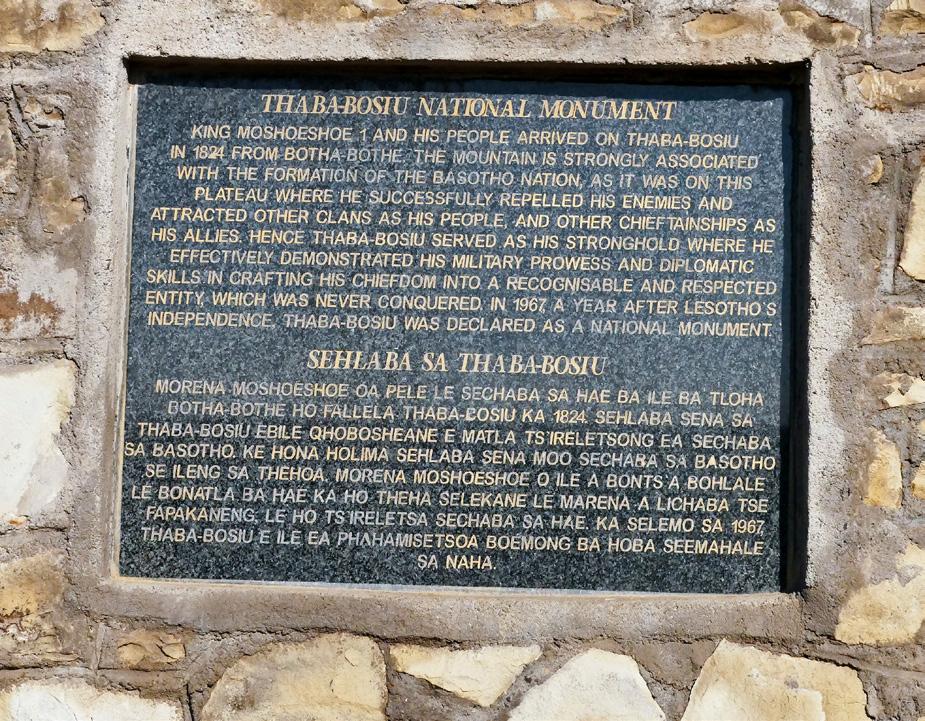 THABA-BOSIU NATIONAL MONUMENT
KING MOSHOESHOE 1 AND HIS PEOPLE ARRIVED ON THABA-BOSIU
IN 1824 FROM BOTHA-BOTHE. THE MOUNTAIN IS STRONGLY ASSOCIATED
WITH THE FORMATION OF THE BASOTHO NATION, AS IT WAS ON THIS
PLATEAU WHERE HE SUCCESSFULLY REPELLED HIS ENEMIES AND
ATTRACTED OTHER CLANS AS HIS PEOPLE, AND OTHER CHIEFTAINSHIPS AS
HIS ALLIES. HENCE THABA-BOSIU SERVED AS HIS STRONGHOLD WHERE HE
EFFECTIVELY DEMONSTRATED HIS MILITARY PROWESS AND DIPLOMATIC
SKILLS IN CRAFTING HIS CHIEFDOM INTO A RECOGNISABLE AND RESPECTED
ENTITY, WHICH WAS NEVER CONQUERED. IN 1967, A YEAR AFTER LESOTHO'S
INDEPENDENCE, THABA-BOSIU WAS DECLARED AS A NATIONAL MONUMENT.
SEHLABA SA THABA-BOSIU
MORENA MOSHOESHOE OA PELE LE SECHABA SA HAE BA ILE BA TLOHA
BOTHA-BOTHE HO FALLELA THABA-BOSIU KA 1824. SEHLABA SENA SA
THABA-BOSIU EBILE QHOBOSHEANE E MATLA TS'IRELETSONG EA SECHABA
SA BASOTHO. KE HONA HOLIMA SEHLABA SENA MOO SECHABA SA BASOTHO
SE ILENG SA THEHOA. MORENA MOSHOESHOE O ILE A BONTS'A BOHLALE
LE BONATLA BA HAE KA HO THEHA SELEKANE LE MARENA A LICHABA TSE
FAPAKANENG, LE HO TS'IRELETSA SECHABA SA HAE. KA SELEMO SA 1967
THABA-BOSIU E ILE EA PHAHAMISETSOA BOEMONG BA HOBA SEEMAHALE
SA NAHA.